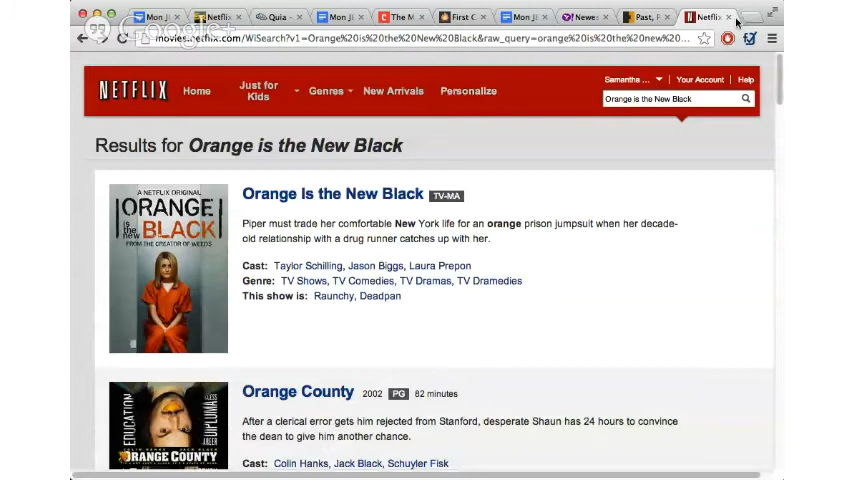 Mon Ji
Netflix
Quia -
Mon Ji
The M
First C
Mon Ji
Newes
Past, F
Netflix
Google+
movies.netflix.com/WiSearch?v1=Orange%20is%20the%20New%20Black&raw_query=orange%20is%20the%20new%20...
NETFLIX
Home
Just for Kids
Genres
New Arrivals
Personalize
Samantha ...
Your Account
Help
Orange is the New Black
Results for Orange is the New Black
A NETFLIX ORIGINAL
ORANGE
is the new BLACK
FROM THE CREATOR OF WEEDS
Orange Is the New Black TV-MA
Piper must trade her comfortable New York life for an orange prison jumpsuit when her decade-
old relationship with a drug runner catches up with her.
Cast: Taylor Schilling, Jason Biggs, Laura Prepon
Genre: TV Shows, TV Comedies, TV Dramas, TV Dramedies
This show is: Raunchy, Deadpan
EDUCATION
COLIN HANKS JACK BLACK
ORANGE COUNTY
Orange County 2002 PG 82 minutes
After a clerical error gets him rejected from Stanford, desperate Shaun has 24 hours to convince
the dean to give him another chance.
Cast: Colin Hanks, Jack Black, Schuyler Fisk